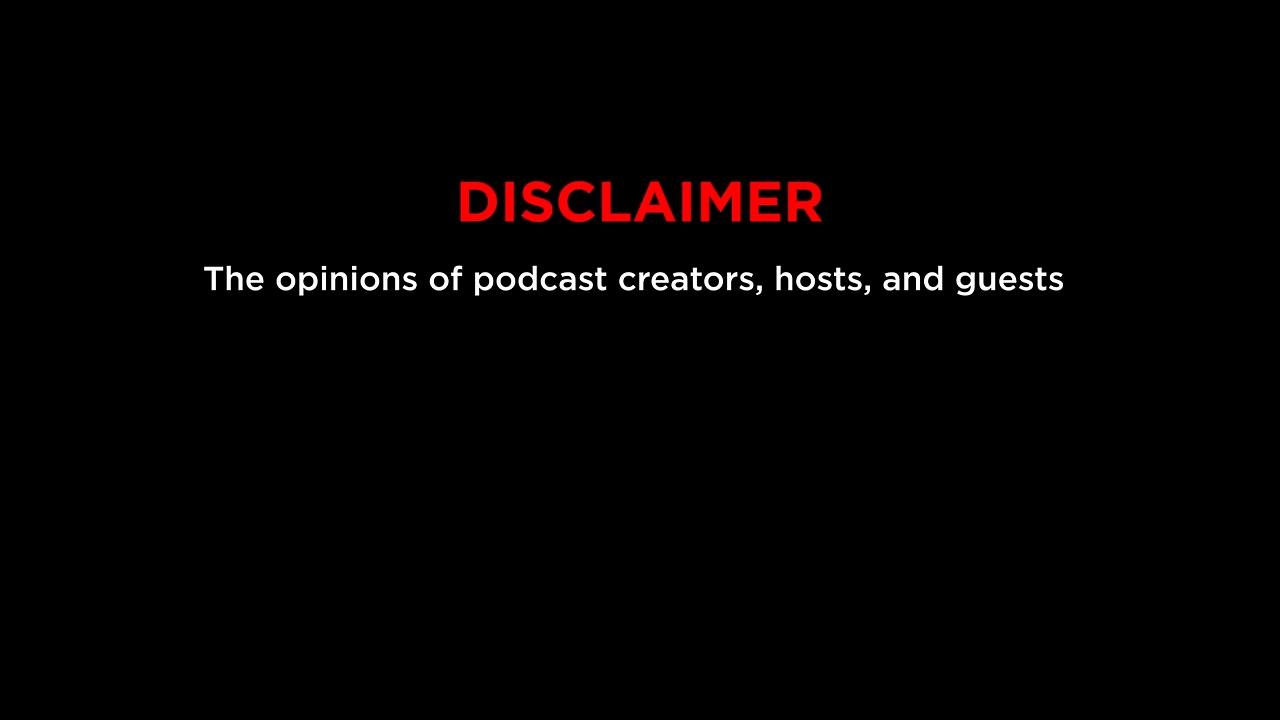 DISCLAIMER
The opinions of podcast creators, hosts, and guests